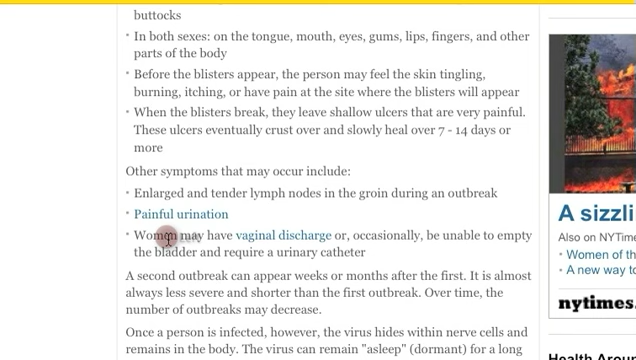 buttocks
• In both sexes: on the tongue, mouth, eyes, gums, lips, fingers, and other
parts of the body
• Before the blisters appear, the person may feel the skin tingling,
burning, itching, or have pain at the site where the blisters will appear
• When the blisters break, they leave shallow ulcers that are very painful.
These ulcers eventually crust over and slowly heal over 7 - 14 days or
more
Other symptoms that may occur include:
• Enlarged and tender lymph nodes in the groin during an outbreak
• Painful urination
• Women may have vaginal discharge or, occasionally, be unable to empty
the bladder and require a urinary catheter
A second outbreak can appear weeks or months after the first. It is almost
always less severe and shorter than the first outbreak. Over time, the
number of outbreaks may decrease.
Once a person is infected, however, the virus hides within nerve cells and
remains in the body. The virus can remain "asleep" (dormant) for a long
A sizzli
Also on NYTime
• Women of th
• A new way to
nytimes.
Health Aroun